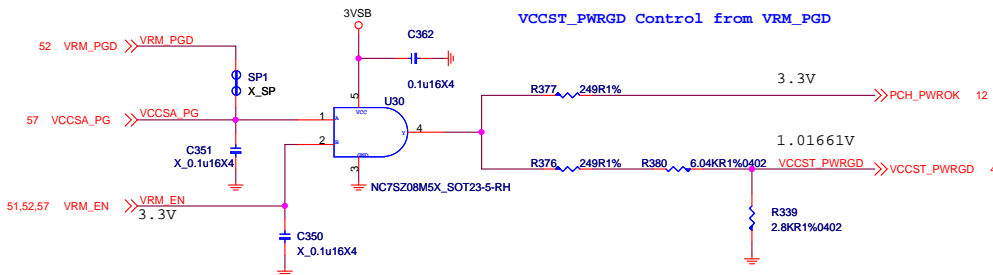 VCCST_PWRGD Control from VRM_PGD
3VSB
C362
0.1u16X4
52 VRM_PGD VRM_PGD
SP1
X_SP
57 VCCSA_PG VCCSA_PG
C351
X_0.1u16X4
5
VCC
U30
1 A
2 B
Y 4
GND
3
NC7SZ08M5X_SOT23-5-RH
R377 249R1%
3.3V
PCH_PWROK 12
1.01661V
R376 249R1% R380 6.04KR1%0402 VCCST_PWRGD VCCST_PWRGD 4
51,52,57 VRM_EN VRM_EN
3.3V
R339
2.8KR1%0402
C350
X_0.1u16X4